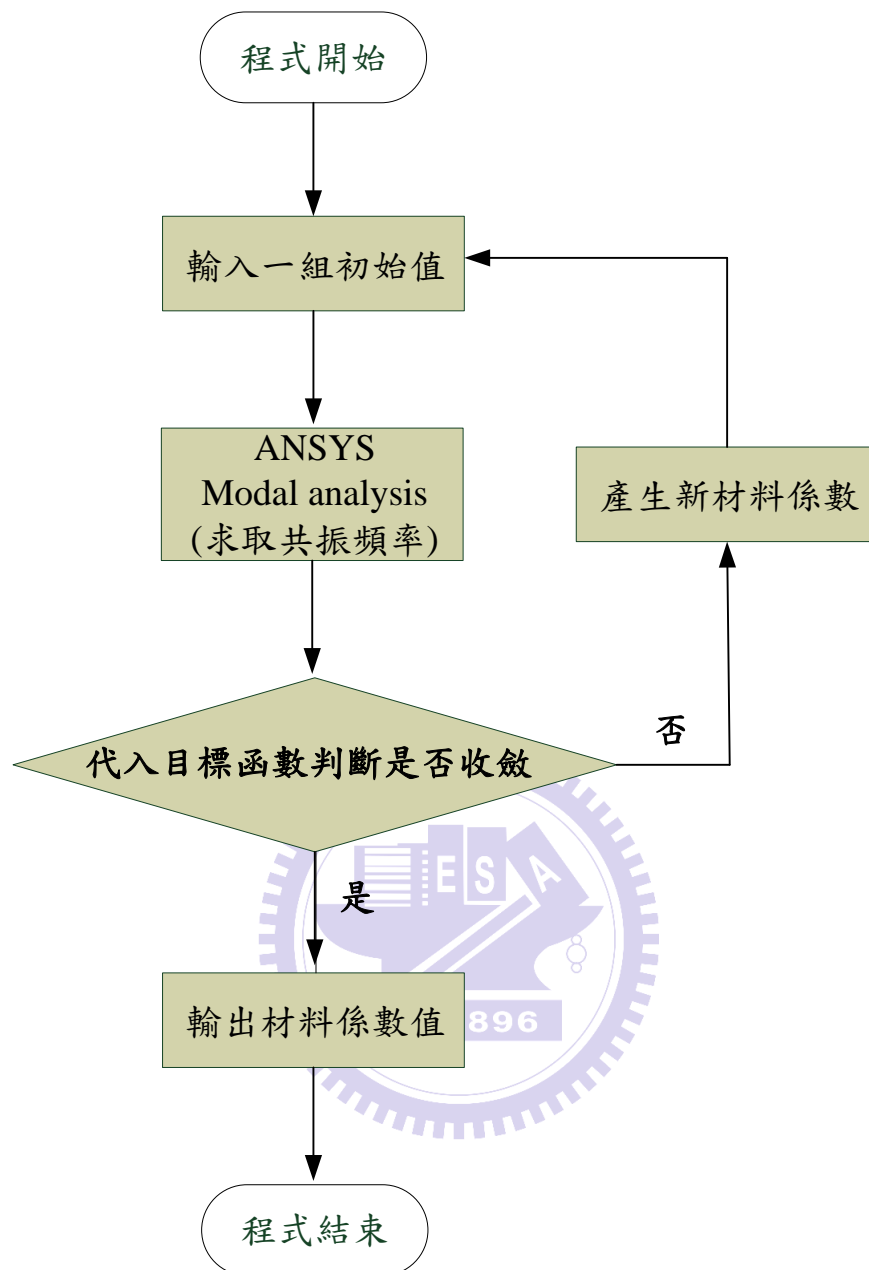 程式開始
輸入一組初始值
ANSYS
Modal analysis
(求取共振頻率)
產生新材料係數
代入目標函數判斷是否收斂
否
是
ESA
896
輸出材料係數值
程式結束